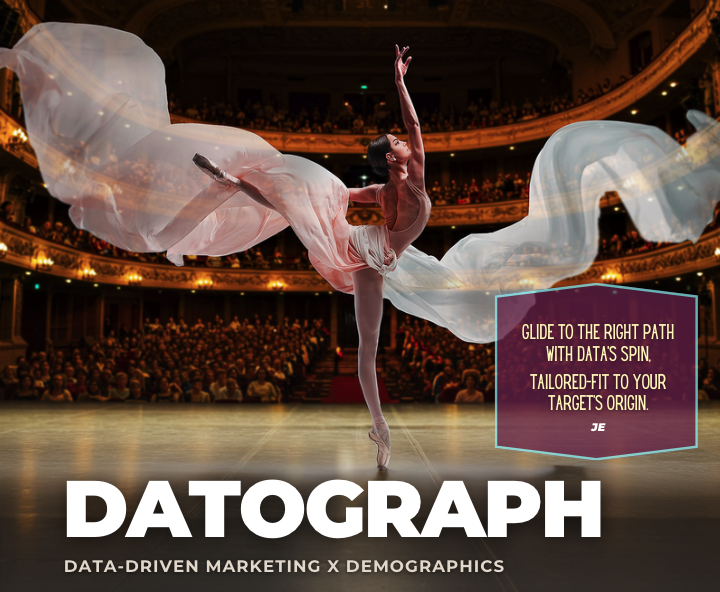 GLIDE TO THE RIGHT PATH
WITH DATA'S SPIN,
TAILORED-FIT TO YOUR
TARGET'S ORIGIN.
JE
DATOGRAPH
DATA-DRIVEN MARKETING X DEMOGRAPHICS